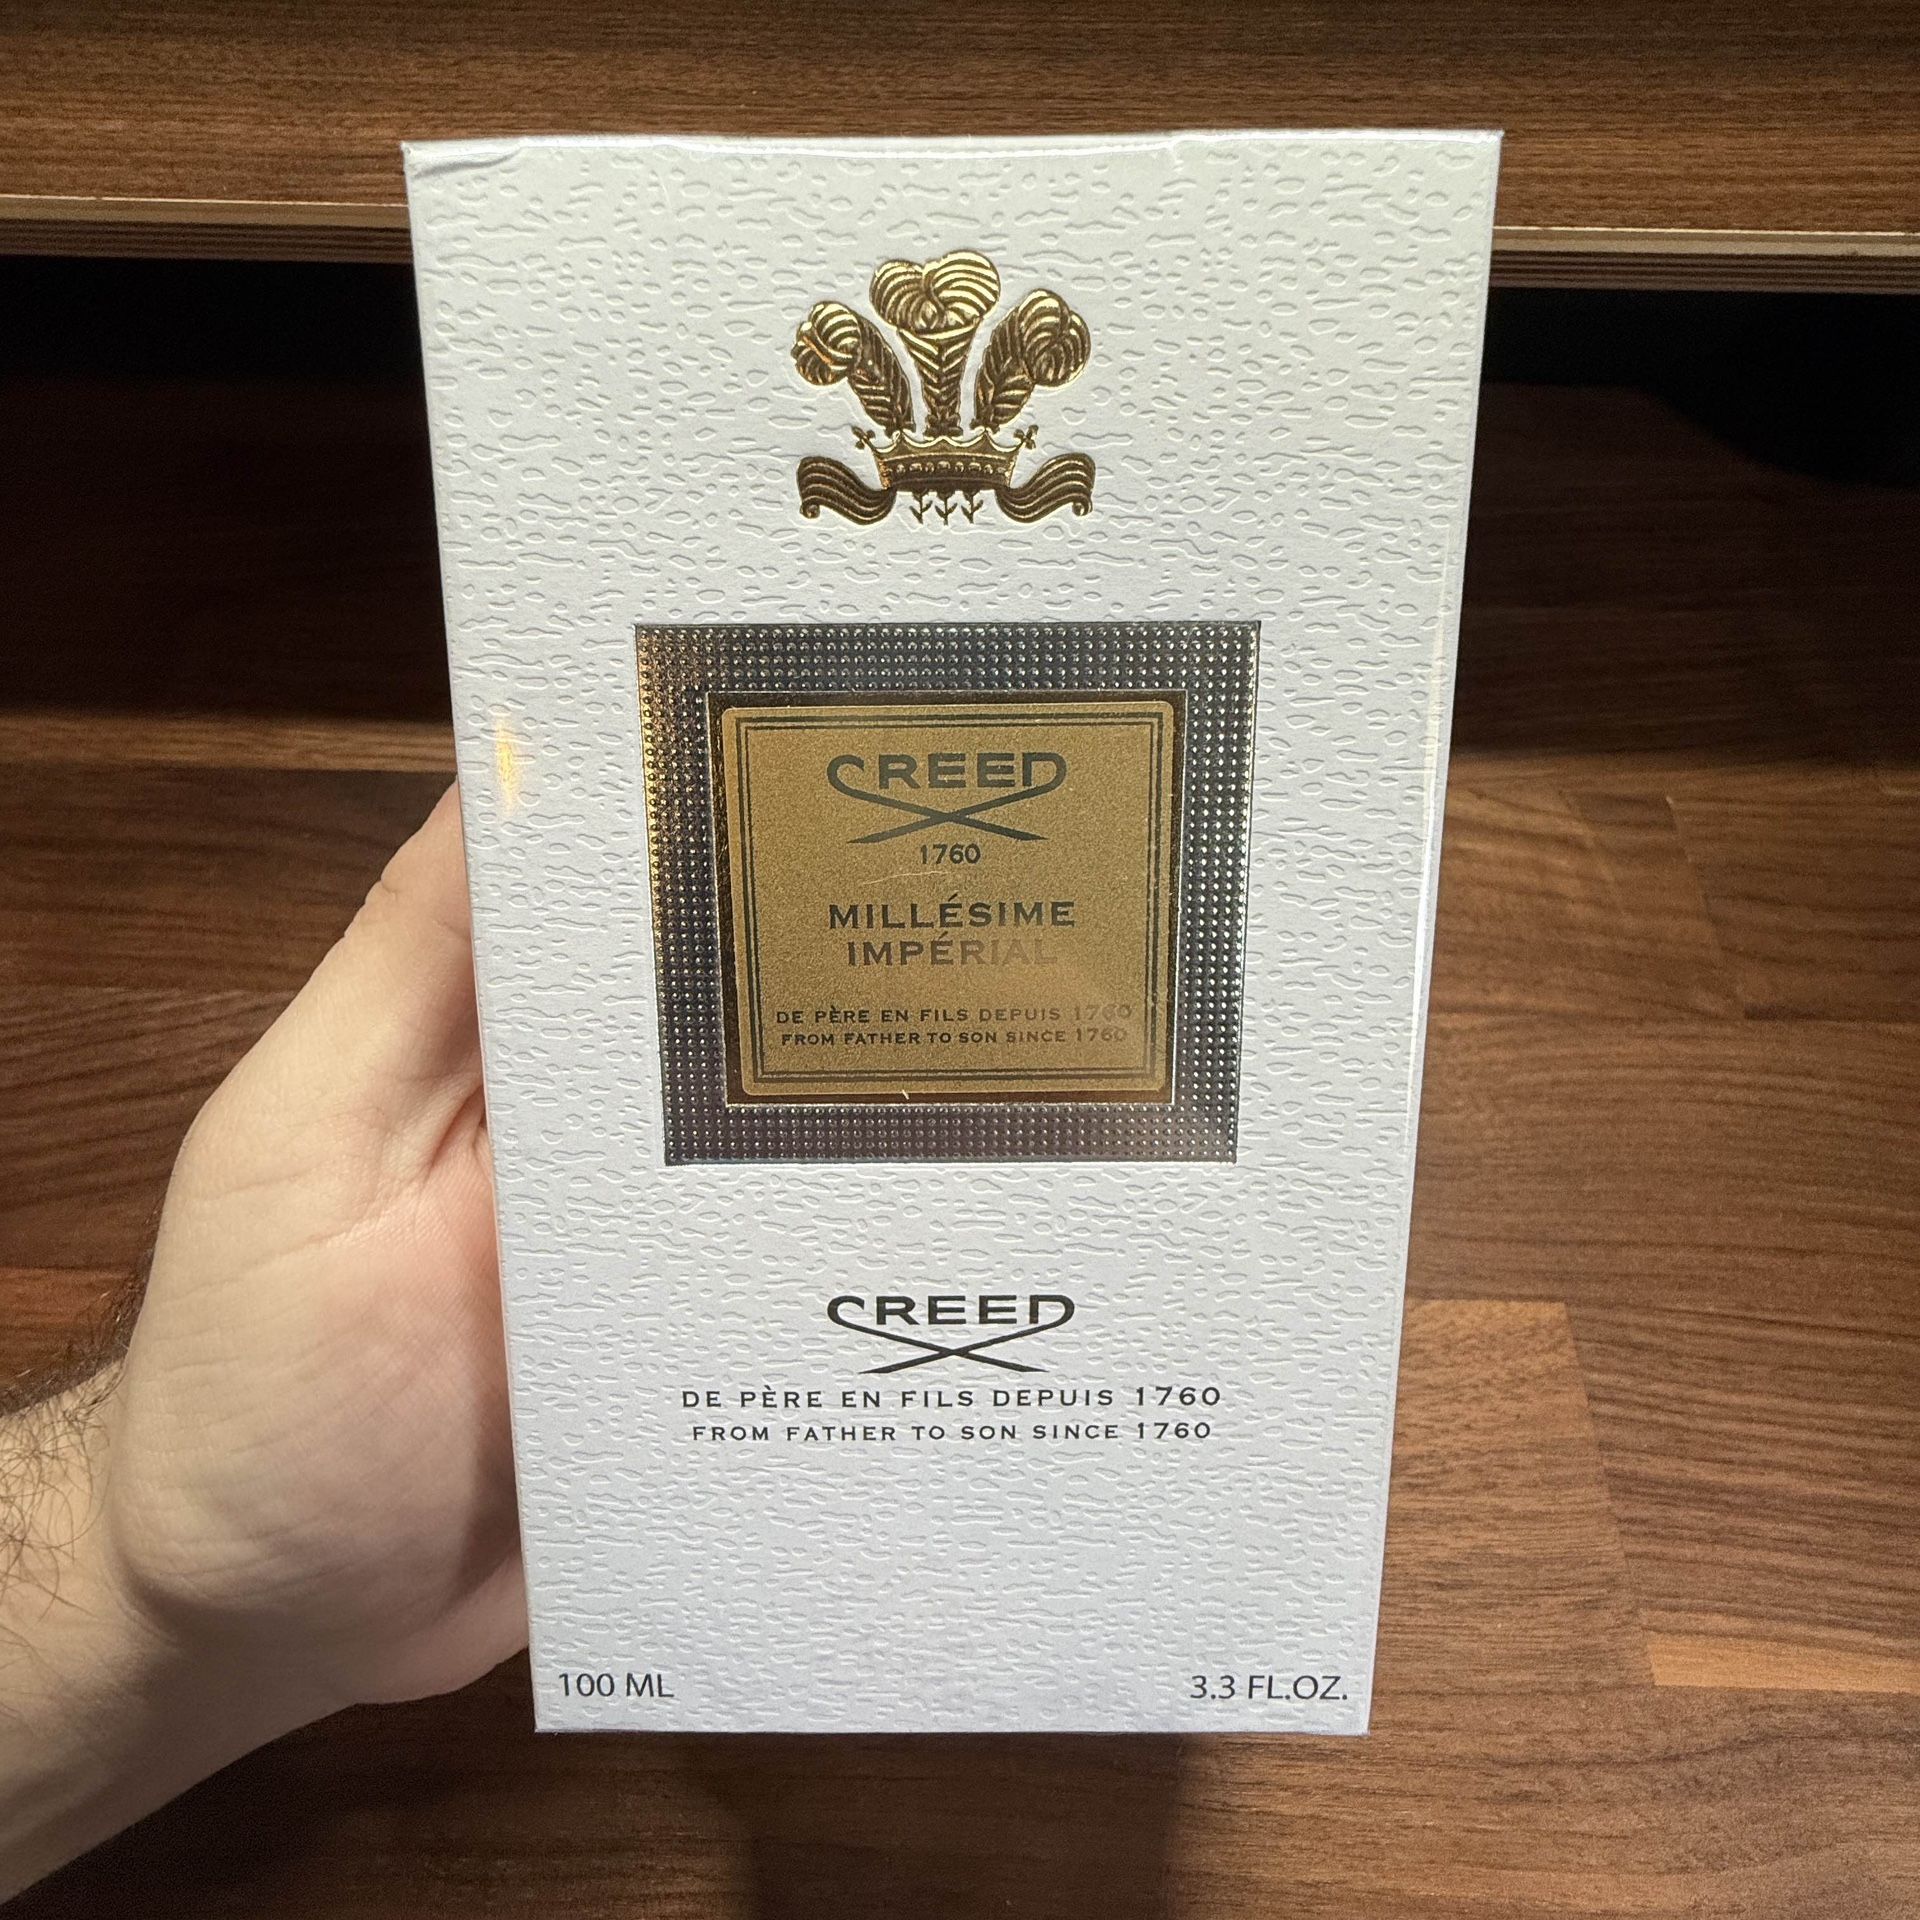 CREED
1760
MILLÉSIME
IMPÉRIAL
DE PÈRE EN FILS DEPUIS 1760
FROM FATHER TO SON SINCE 1760
CREED
DE PÈRE EN FILS DEPUIS 1760
FROM FATHER TO SON SINCE 1760
100 ML
3.3 FL.OZ.